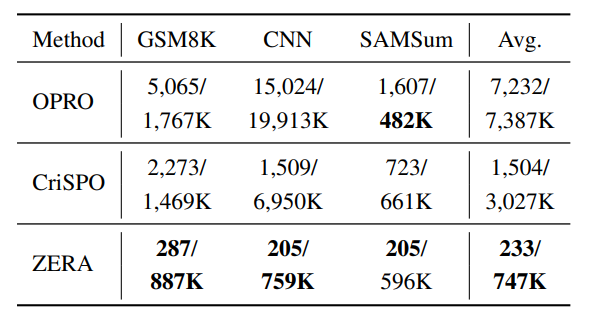 Method GSM8K CNN SAMSum Avg.
OPRO
5,065/ 15,024/ 1,607/ 7,232/
1,767K 19,913K 482K 7,387K
CriSPO
2,273/ 1,509/ 723/ 1,504/
1,469K 6,950K 661K 3,027K
ZERA
287/ 205/ 205/ 233/
887K 759K 596K 747K